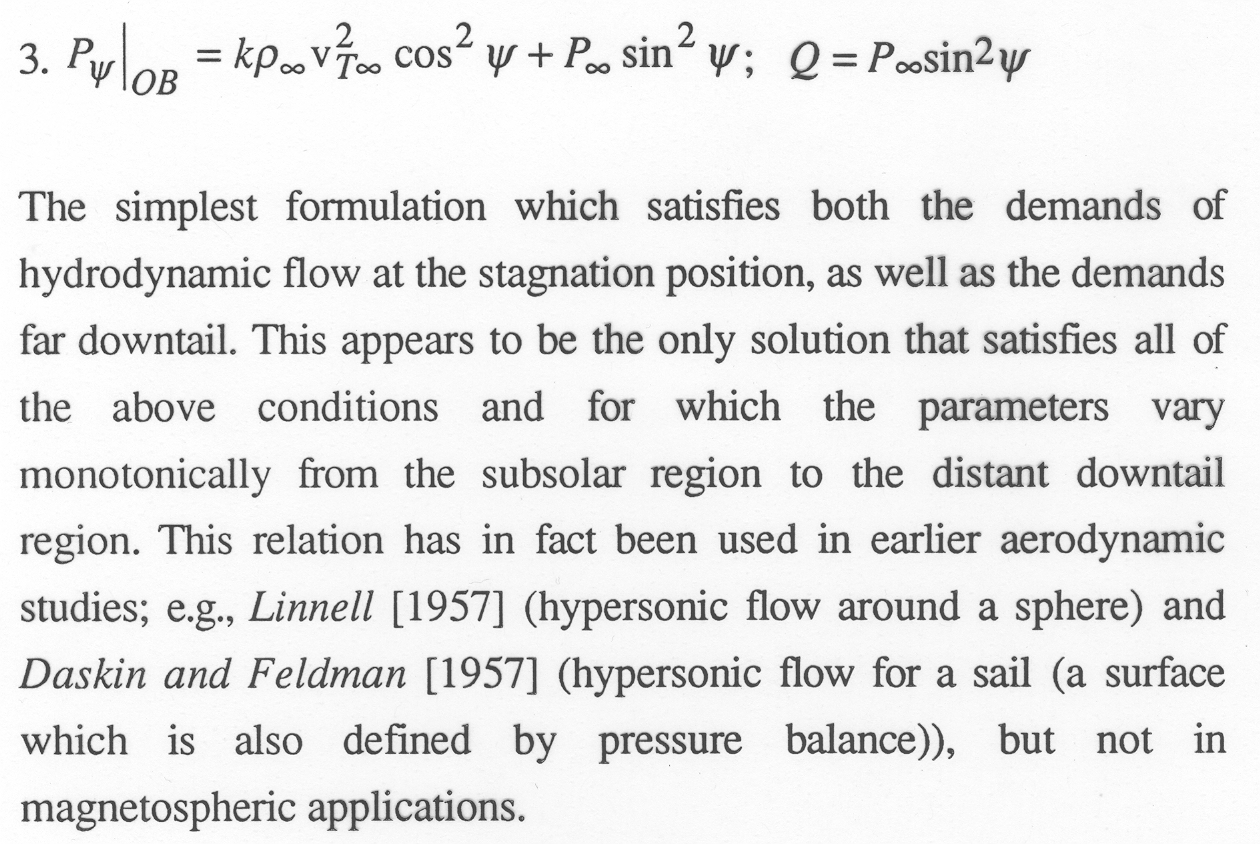 3. P_ψ|_OB = kρ_∞ v²_T∞ cos² ψ + P_∞ sin² ψ; Q = P_∞sin²ψ
The simplest formulation which satisfies both the demands of
hydrodynamic flow at the stagnation position, as well as the demands
far downtail. This appears to be the only solution that satisfies all of
the above conditions and for which the parameters vary
monotonically from the subsolar region to the distant downtail
region. This relation has in fact been used in earlier aerodynamic
studies; e.g., Linnell [1957] (hypersonic flow around a sphere) and
Daskin and Feldman [1957] (hypersonic flow for a sail (a surface
which is also defined by pressure balance)), but not in
magnetospheric applications.